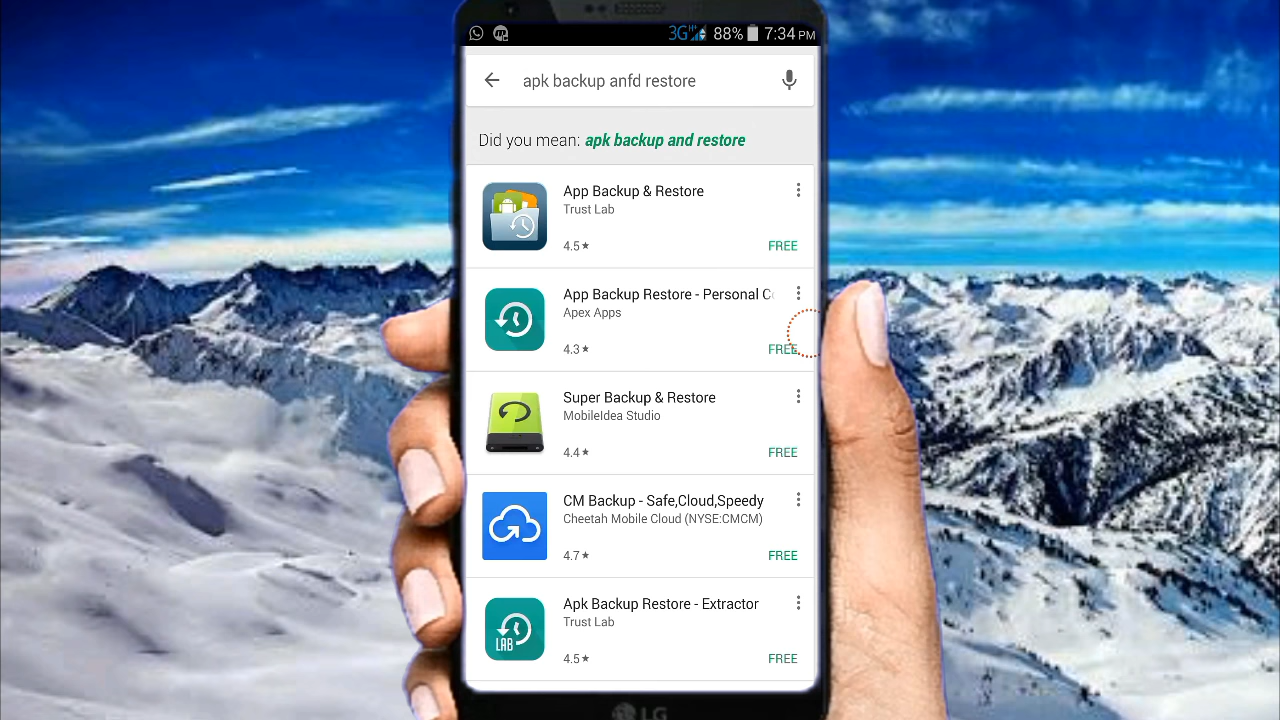 3G H+ 88% 7:34 PM
apk backup anfd restore
Did you mean: apk backup and restore
App Backup & Restore
Trust Lab
4.5★ FREE
App Backup Restore - Personal C
Apex Apps
4.3★ FREE
Super Backup & Restore
MobileIdea Studio
4.4★ FREE
CM Backup - Safe,Cloud,Speedy
Cheetah Mobile Cloud (NYSE:CMCM)
4.7★ FREE
Apk Backup Restore - Extractor
Trust Lab
LAB
4.5★ FREE
LG